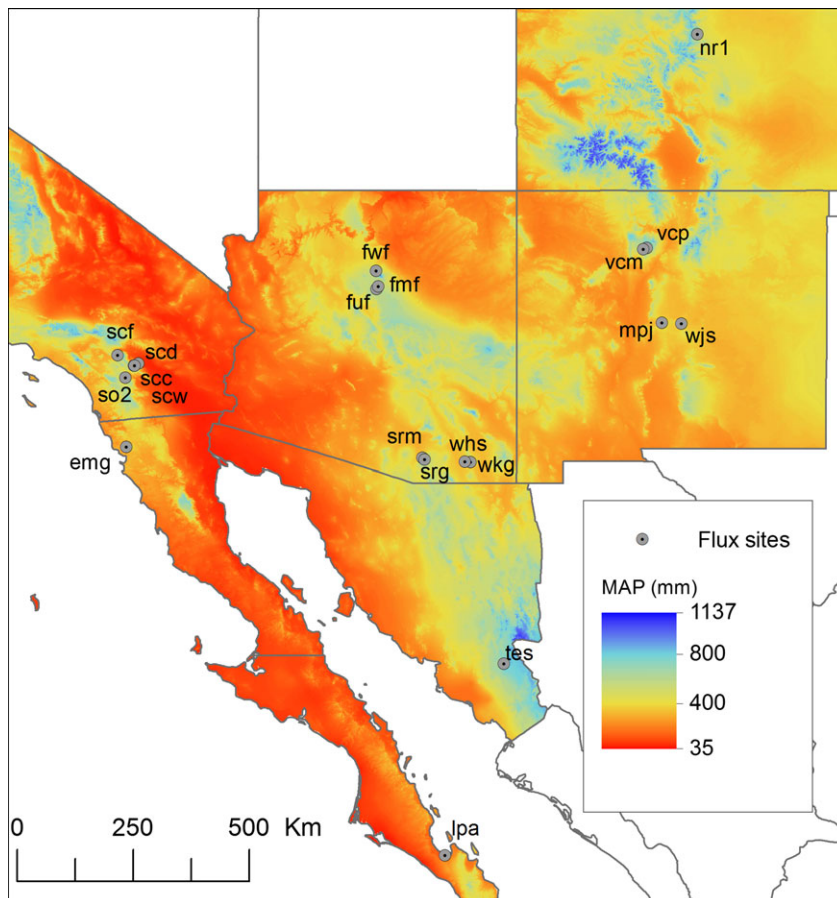 nr1
vcp
vcm
fwf
fmf
fuf
mpj
wjs
scf
scd
scc
so2
scw
srm
whs
srg
wkg
emg
Flux sites
MAP (mm)
1137
800
400
35
tes
0 250 500 Km
lpa